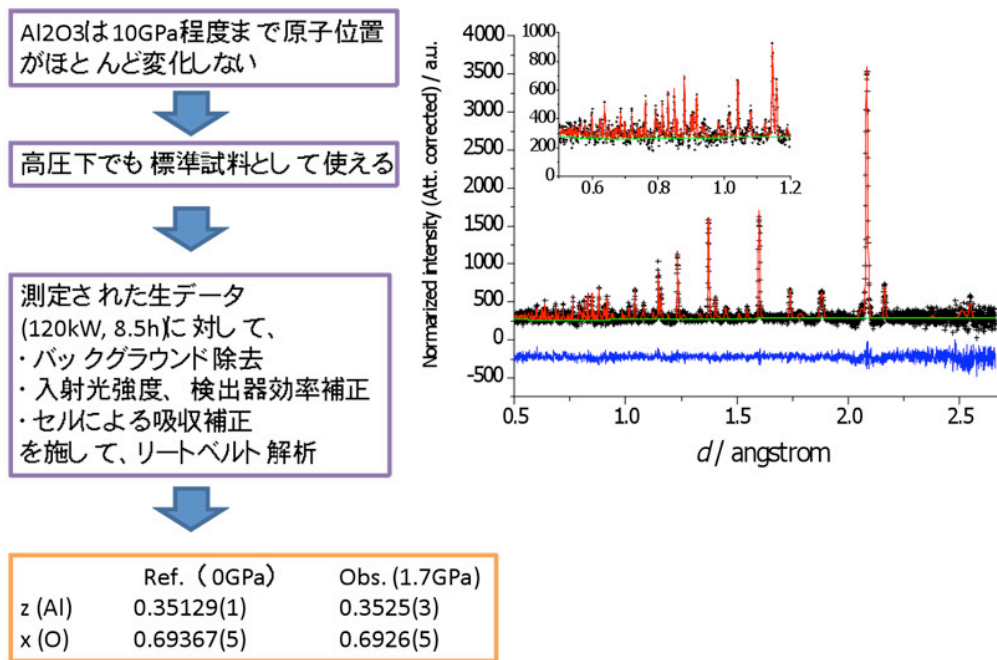 Al2O3は10GPa程度まで原子位置
がほとんど変化しない
高圧下でも標準試料として使える
測定された生データ
(120kW, 8.5h)に対して、
・バックグラウンド除去
・入射光強度、検出器効率補正
・セルによる吸収補正
を施して、リートベルト解析
Ref. ( 0GPa) Obs. (1.7GPa)
z (Al) 0.35129(1) 0.3525(3)
x (O) 0.69367(5) 0.6926(5)
Normalized intensity (Att. corrected) / a.u.
4000
3500
3000
2500
2000
1500
1000
500
0
-500
0.5 1.0 1.5 2.0 2.5
d / angstrom
1000
800
600
400
200
0
0.6 0.8 1.0 1.2